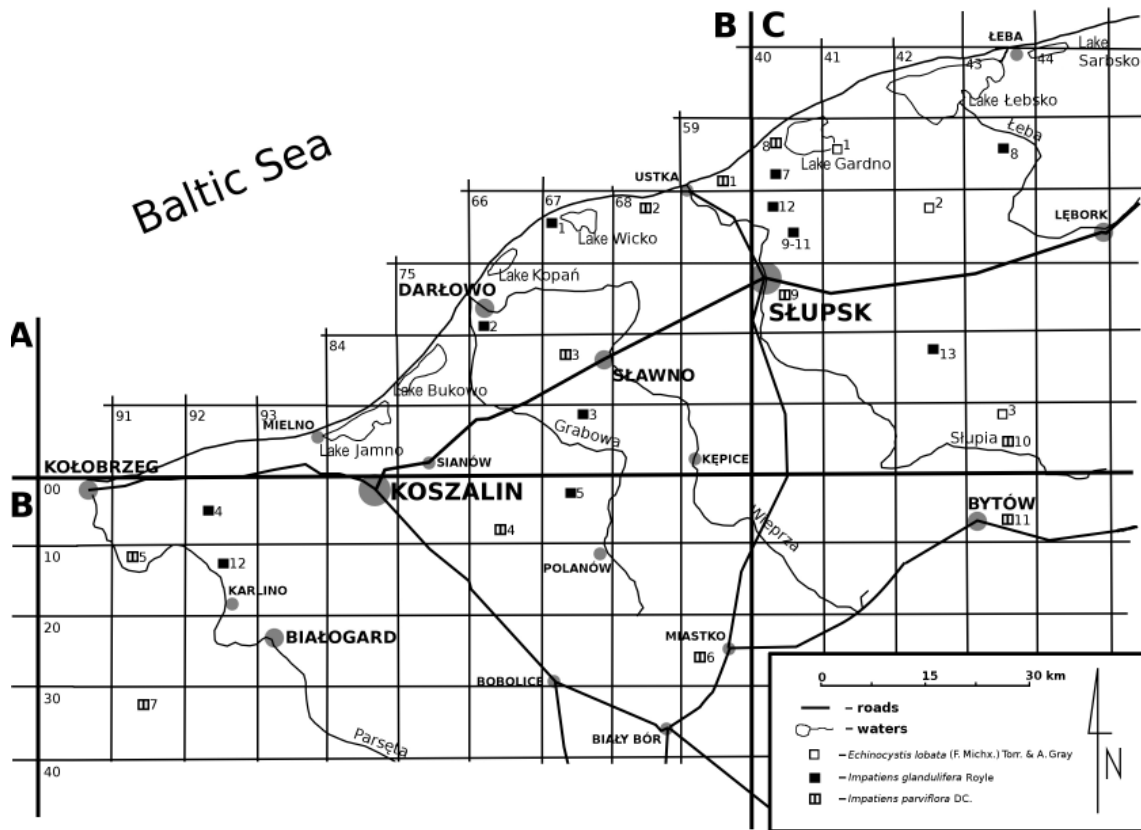 B C
ŁEBA
Lake
Sarbsko
40 41 42 43 44
Lake Łebsko
Łeba
59
8
1
Lake Gardno
8
7
USTKA
1
66 67 68
2
12
2
LĘBORK
1
Lake Wicko
9-11
75
Lake Kopań
DARŁOWO
9
SŁUPSK
2
A
84
3
13
SŁAWNO
Lake Bukowo
91 92 93
MIELNO
3
3
Grabowa
Słupia
10
Lake Jamno
SIANÓW
KĘPICE
KOŁOBRZEG
00
KOSZALIN
5
BYTÓW
B
4
4
Wieprza
11
10
5
12
POLANÓW
KARLINO
20
BIAŁOGARD
MIASTKO
6
BOBOLICE
30
7
BIAŁY BÓR
Parsęta
40
Baltic Sea
0 15 30 km
– roads
– waters
– Echinocystis lobata (F. Michx.) Torr. & A. Gray
– Impatiens glandulifera Royle
– Impatiens parviflora DC.
N